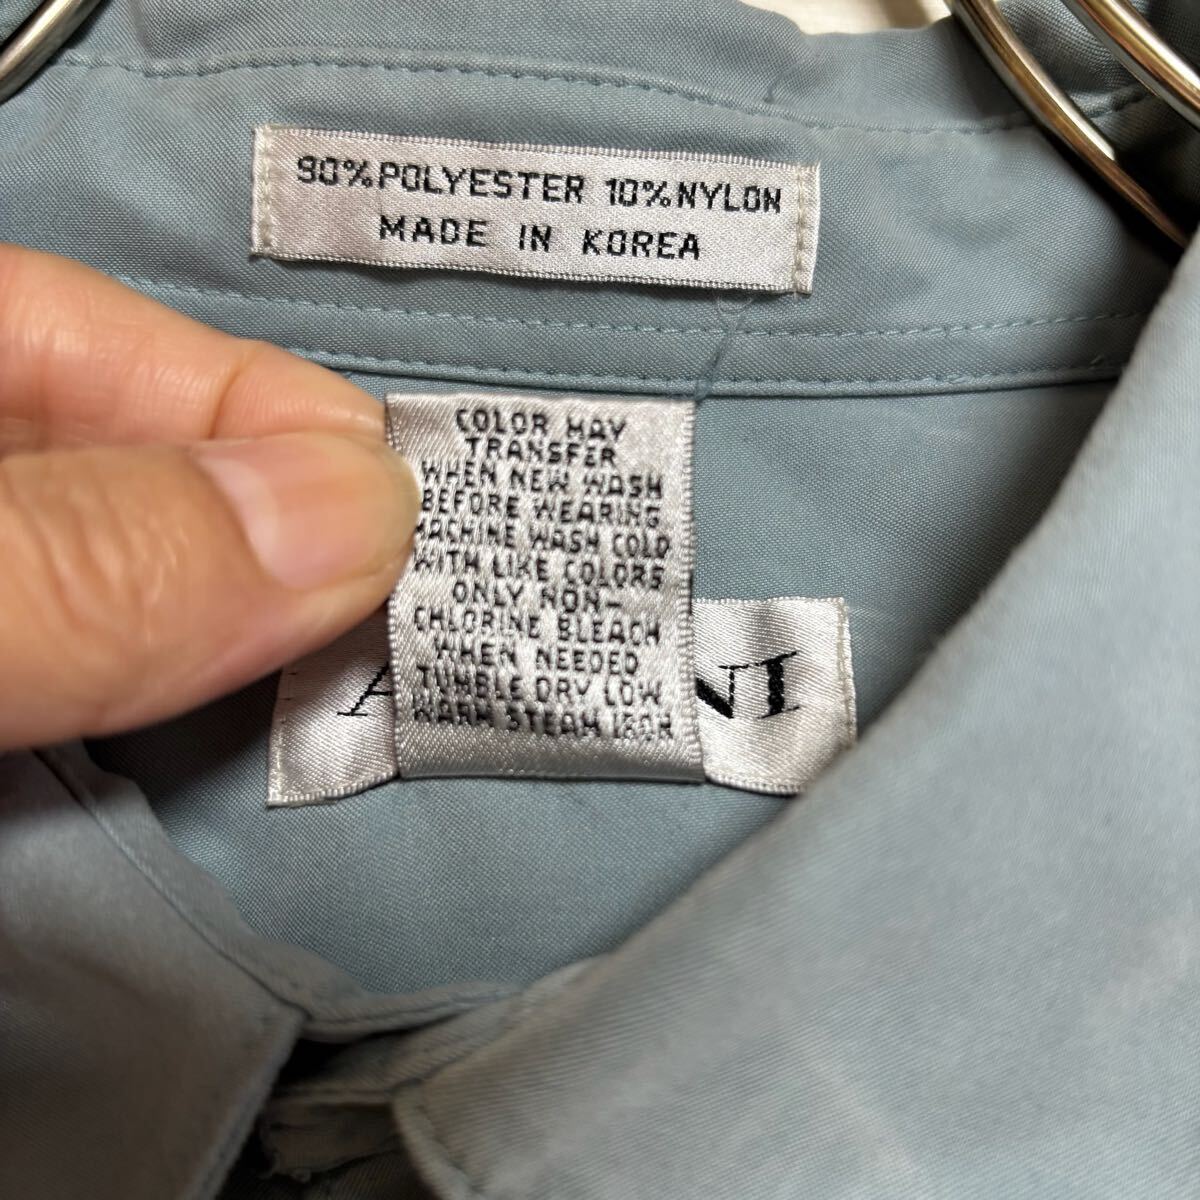 90% POLYESTER 10% NYLON
MADE IN KOREA
COLOR MAY
TRANSFER
WHEN NEW WASH
BEFORE WEARING
MACHINE WASH COLD
WITH LIKE COLORS
ONLY NON-
CHLORINE BLEACH
WHEN NEEDED
TUMBLE DRY LOW
WARM STEAM IRON